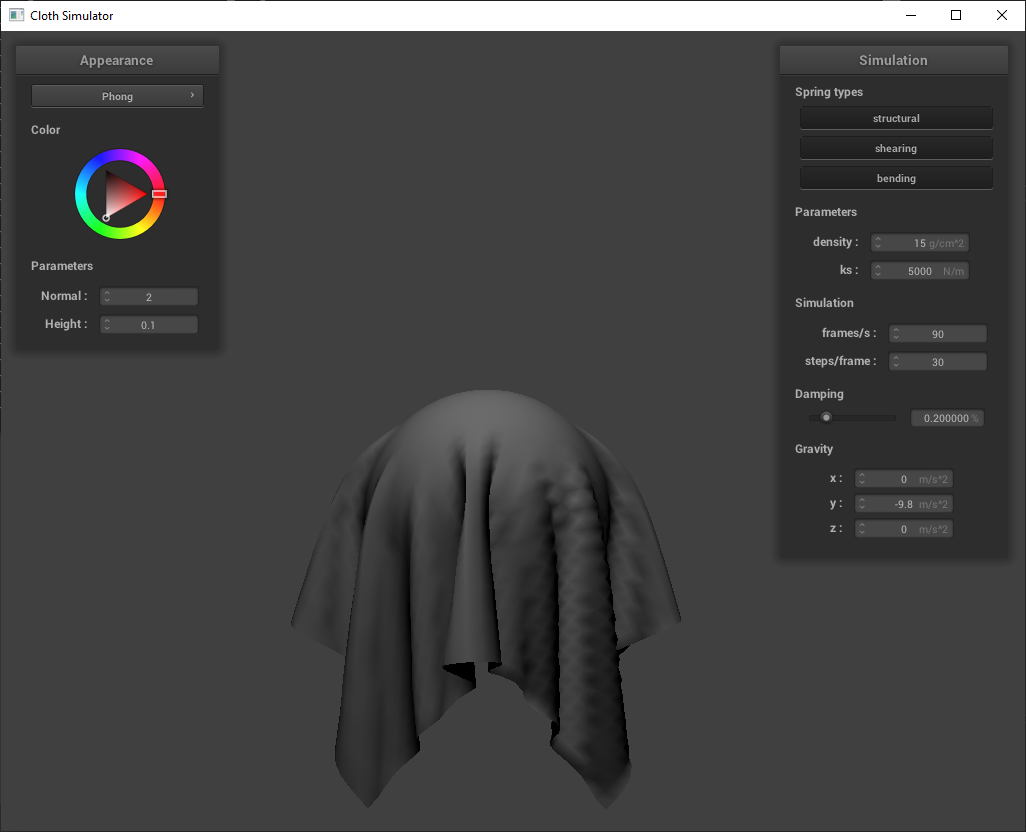 Cloth Simulator
Appearance
Phong
Color
Parameters
Normal : 2
Height : 0.1
Simulation
Spring types
structural
shearing
bending
Parameters
density : 15 g/cm^2
ks : 5000 N/m
Simulation
frames/s : 90
steps/frame : 30
Damping
0.200000 %
Gravity
x : 0 m/s^2
y : -9.8 m/s^2
z : 0 m/s^2